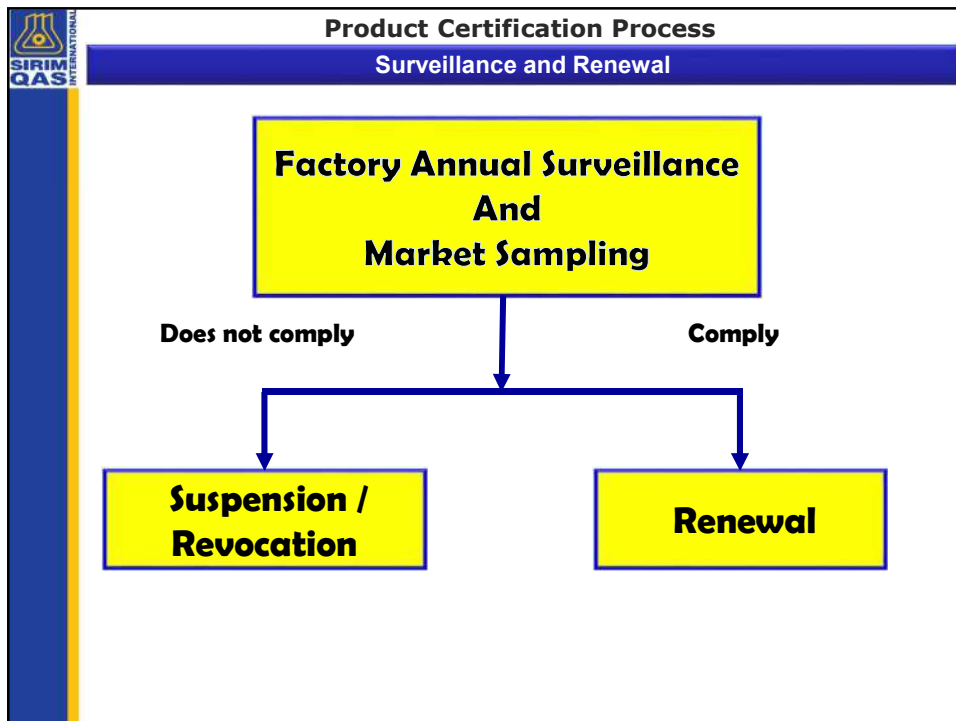 SIRIM
QAS
INTERNATIONAL
Product Certification Process
Surveillance and Renewal
Factory Annual Surveillance
And
Market Sampling
Does not comply
Comply
Suspension /
Revocation
Renewal